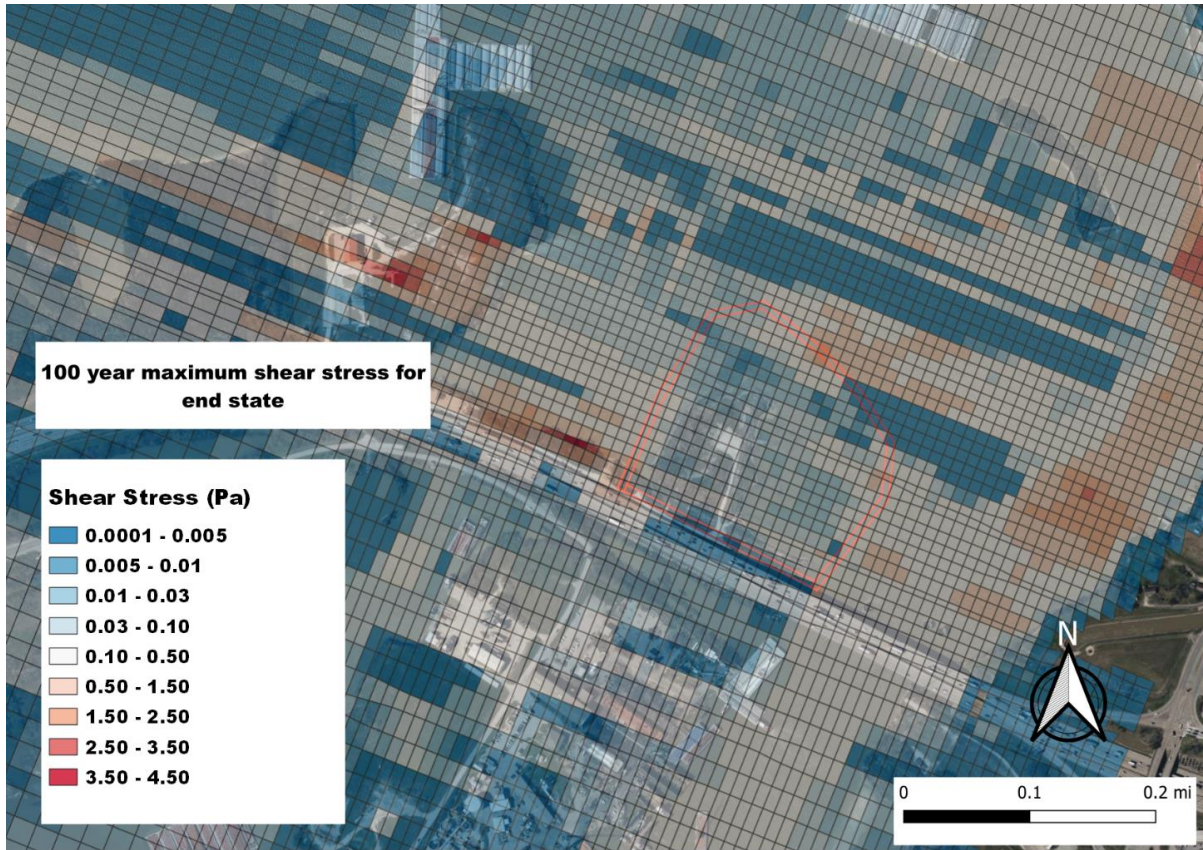 100 year maximum shear stress for
end state
Shear Stress (Pa)
0.0001 - 0.005
0.005 - 0.01
0.01 - 0.03
0.03 - 0.10
0.10 - 0.50
0.50 - 1.50
1.50 - 2.50
2.50 - 3.50
3.50 - 4.50
N
0 0.1 0.2 mi